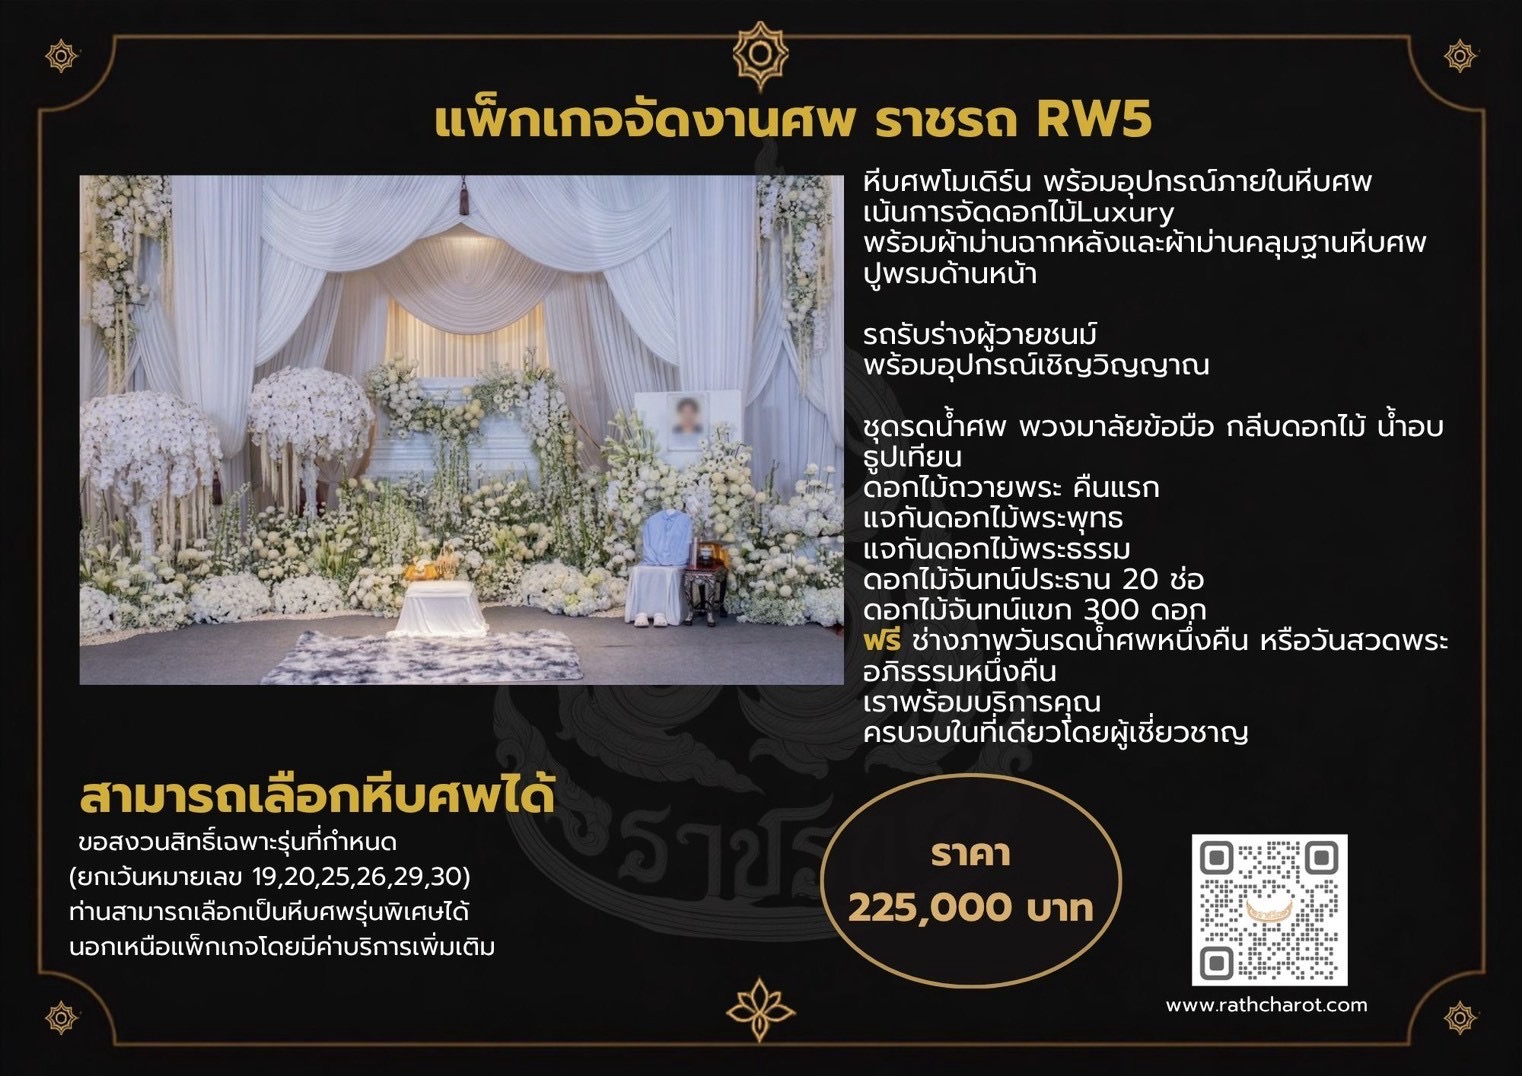 แพ็กเกจจัดงานศพ ราชรถ RW5
หีบศพโมเดิร์น พร้อมอุปกรณ์ภายในหีบศพ
เน้นการจัดดอกไม้Luxury
พร้อมผ้าม่านฉากหลังและผ้าม่านคลุมฐานหีบศพ
ปูพรมด้านหน้า
รถรับร่างผู้วายชนม์
พร้อมอุปกรณ์เชิญวิญญาณ
ชุดรดน้ำศพ พวงมาลัยข้อมือ กลีบดอกไม้ น้ำอบ
ธูปเทียน
ดอกไม้ถวายพระ คืนแรก
แจกันดอกไม้พระพุทธ
แจกันดอกไม้พระธรรม
ดอกไม้จันทน์ประธาน 20 ช่อ
ดอกไม้จันทน์แขก 300 ดอก
ฟรี ช่างภาพวันรดน้ำศพหนึ่งคืน หรือวันสวดพระ
อภิธรรมหนึ่งคืน
เราพร้อมบริการคุณ
ครบจบในที่เดียวโดยผู้เชี่ยวชาญ
สามารถเลือกหีบศพได้
ขอสงวนสิทธิ์เฉพาะรุ่นที่กำหนด
(ยกเว้นหมายเลข 19,20,25,26,29,30)
ท่านสามารถเลือกเป็นหีบศพรุ่นพิเศษได้
นอกเหนือแพ็กเกจโดยมีค่าบริการเพิ่มเติม
ราคา
225,000 บาท
www.rathcharot.com